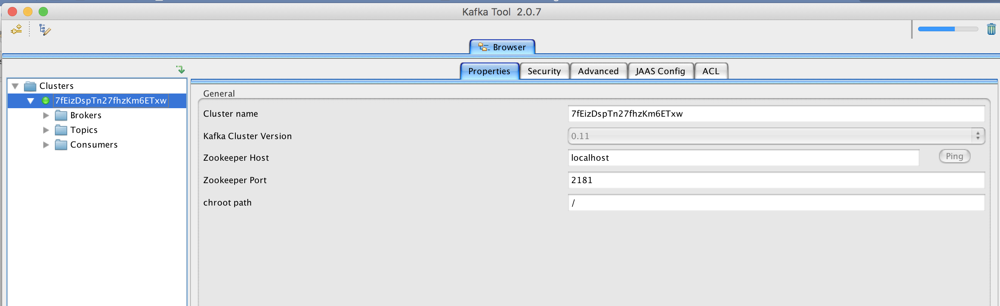 Kafka Tool 2.0.7
Browser
Properties Security Advanced JAAS Config ACL
Clusters
7fEizDspTn27fhzKm6ETxw
Brokers
Topics
Consumers
General
Cluster name 7fEizDspTn27fhzKm6ETxw
Kafka Cluster Version 0.11
Zookeeper Host localhost Ping
Zookeeper Port 2181
chroot path /